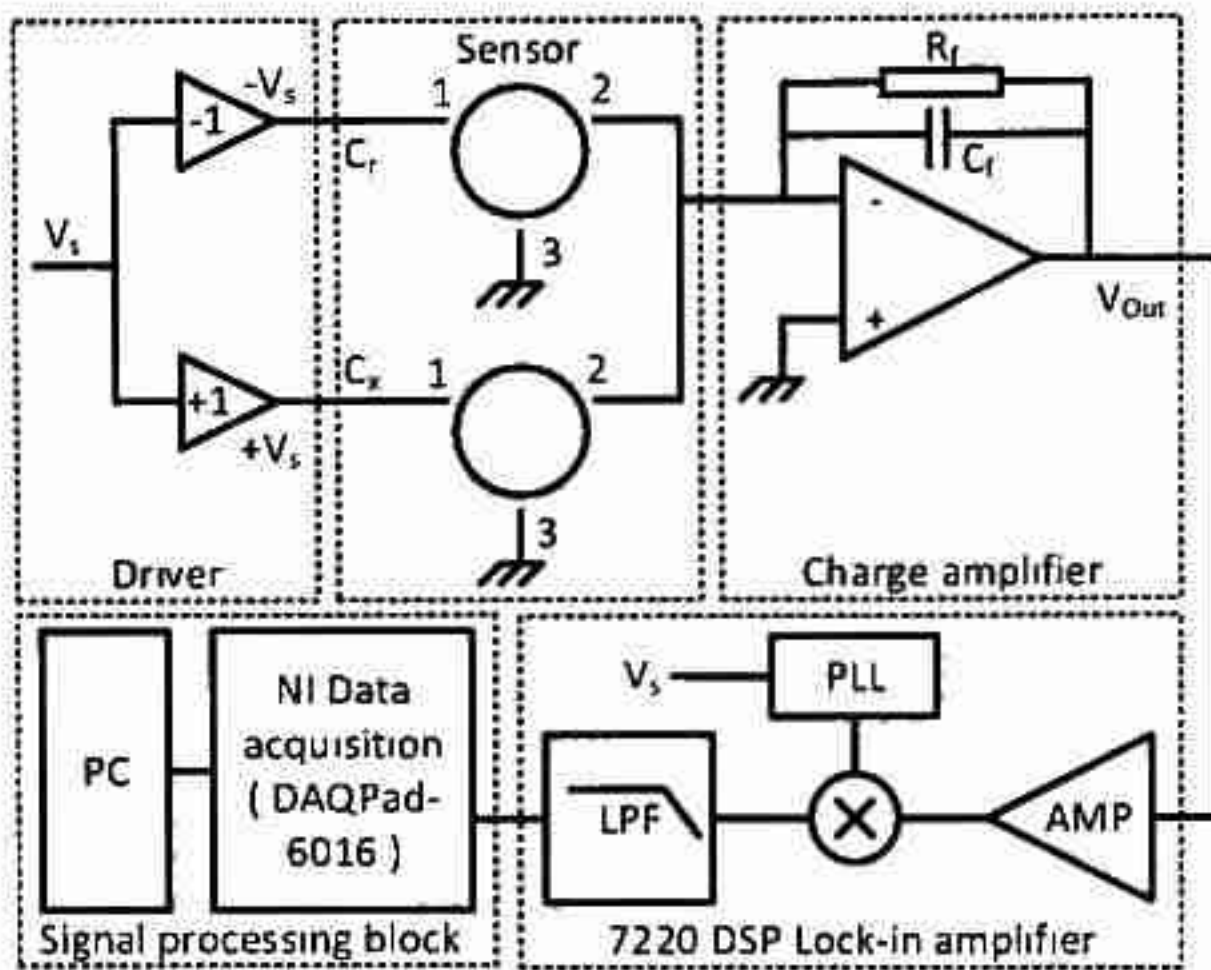 Sensor
R_f
-V_s
-1
1
2
C_r
C_f
-
3
V_s
+
V_Out
C_x
1
2
+1
+V_s
3
Driver
Charge amplifier
PC
NI Data
acquisition
( DAQPad-
6016 )
V_s
PLL
LPF
AMP
Signal processing block
7220 DSP Lock-in amplifier